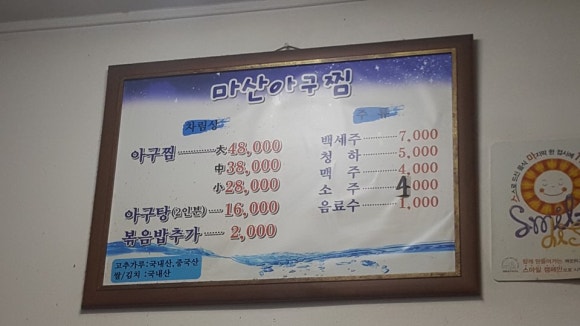 마산아구찜
차림상
아구찜 大 48,000
中 38,000
小 28,000
아구탕(2인분) 16,000
볶음밥추가 2,000
고추가루:국내산,중국산
쌀/김치:국내산
주류
백세주 7,000
청하 5,000
맥주 4,000
소주 4,000
음료수 1,000